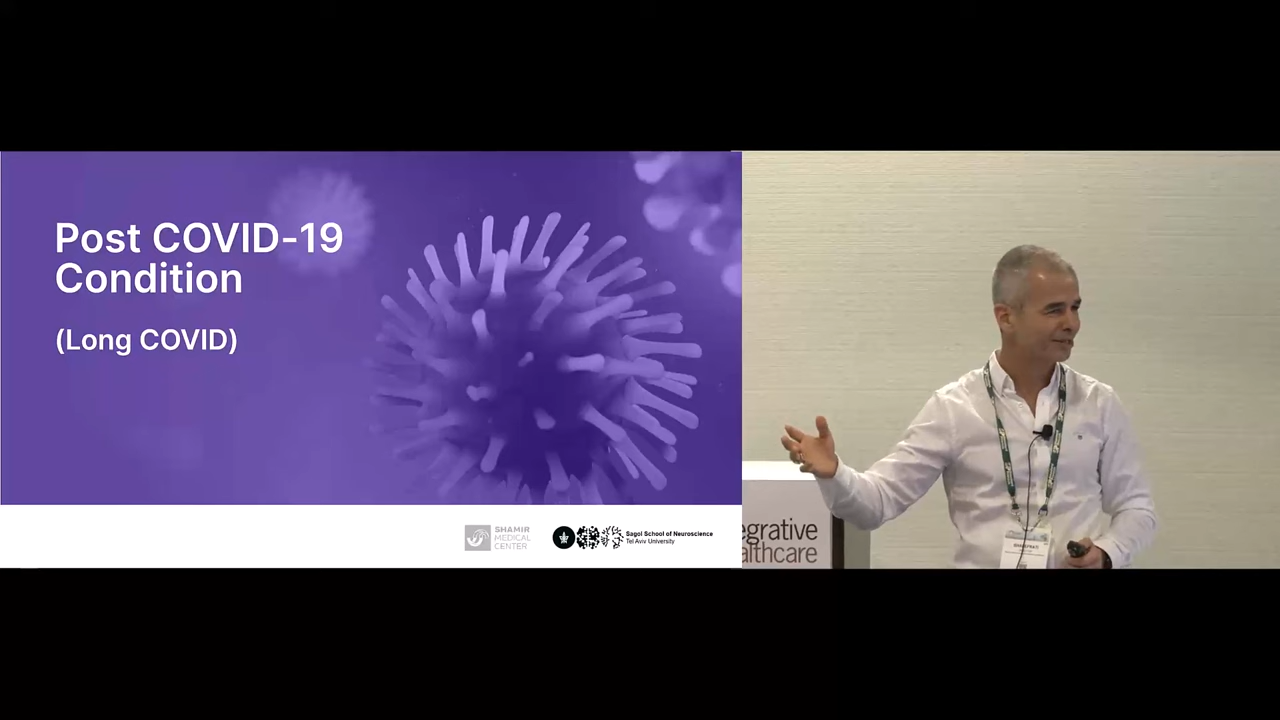 Post COVID-19
Condition
(Long COVID)
SHAMIR
MEDICAL
CENTER
Sagol School of Neuroscience
Tel Aviv University
egrative
althcare